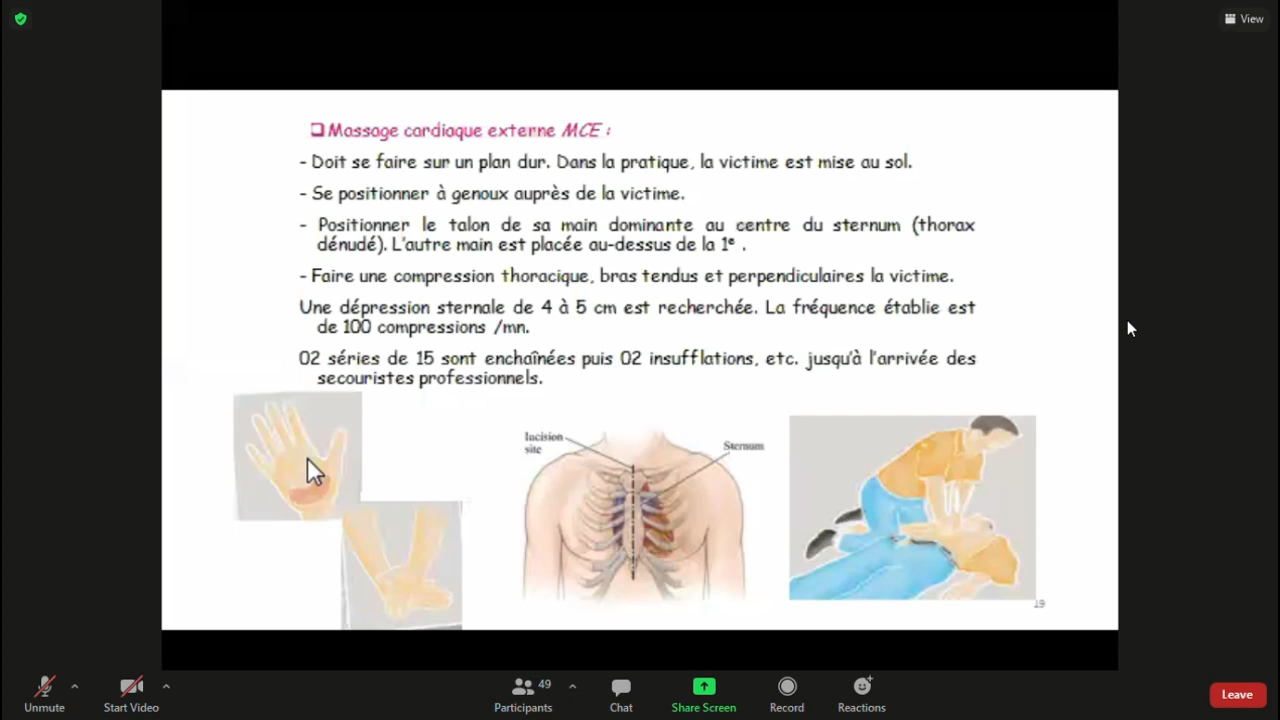 View
❑Massage cardiaque externe MCE :
- Doit se faire sur un plan dur. Dans la pratique, la victime est mise au sol.
- Se positionner à genoux auprès de la victime.
- Positionner le talon de sa main dominante au centre du sternum (thorax
dénudé). L'autre main est placée au-dessus de la 1e .
- Faire une compression thoracique, bras tendus et perpendiculaires la victime.
Une dépression sternale de 4 à 5 cm est recherchée. La fréquence établie est
de 100 compressions /mn.
02 séries de 15 sont enchaînées puis 02 insufflations, etc. jusqu'à l'arrivée des
secouristes professionnels.
Incision
site
Sternum
19
Unmute
Start Video
49
Participants
Chat
Share Screen
Record
Reactions
Leave